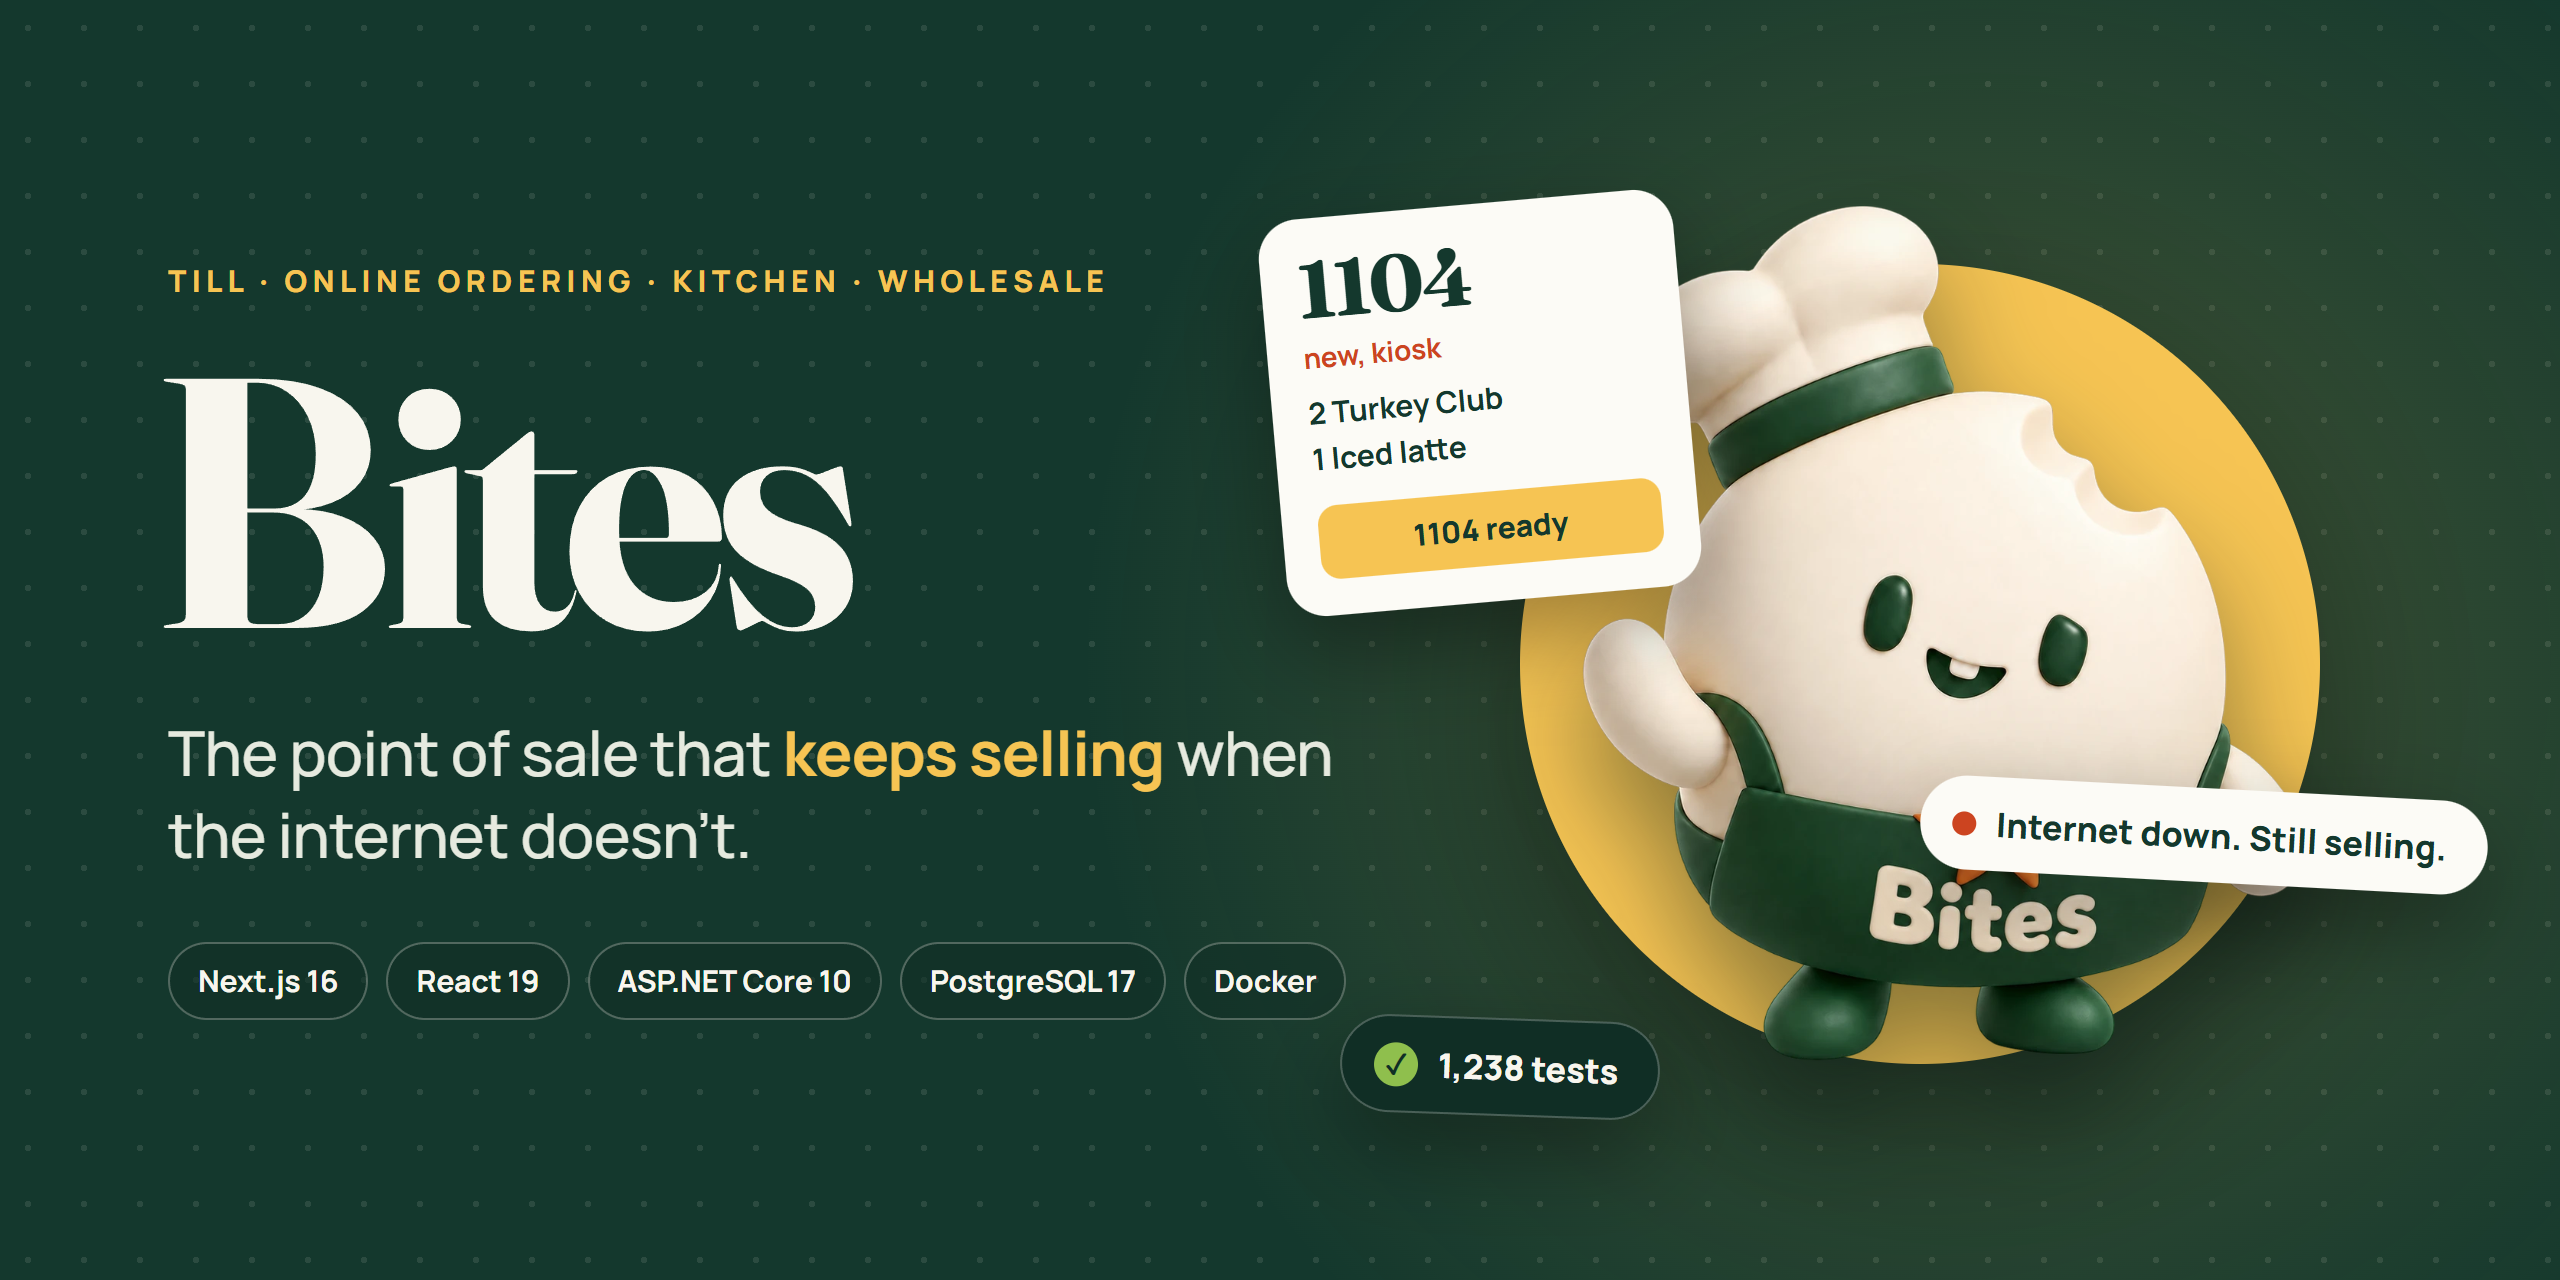 TILL · ONLINE ORDERING · KITCHEN · WHOLESALE
Bites
The point of sale that keeps selling when
the internet doesn’t.
Next.js 16
React 19
ASP.NET Core 10
PostgreSQL 17
Docker
1104
new, kiosk
2 Turkey Club
1 Iced latte
1104 ready
Internet down. Still selling.
Bites
✓ 1,238 tests